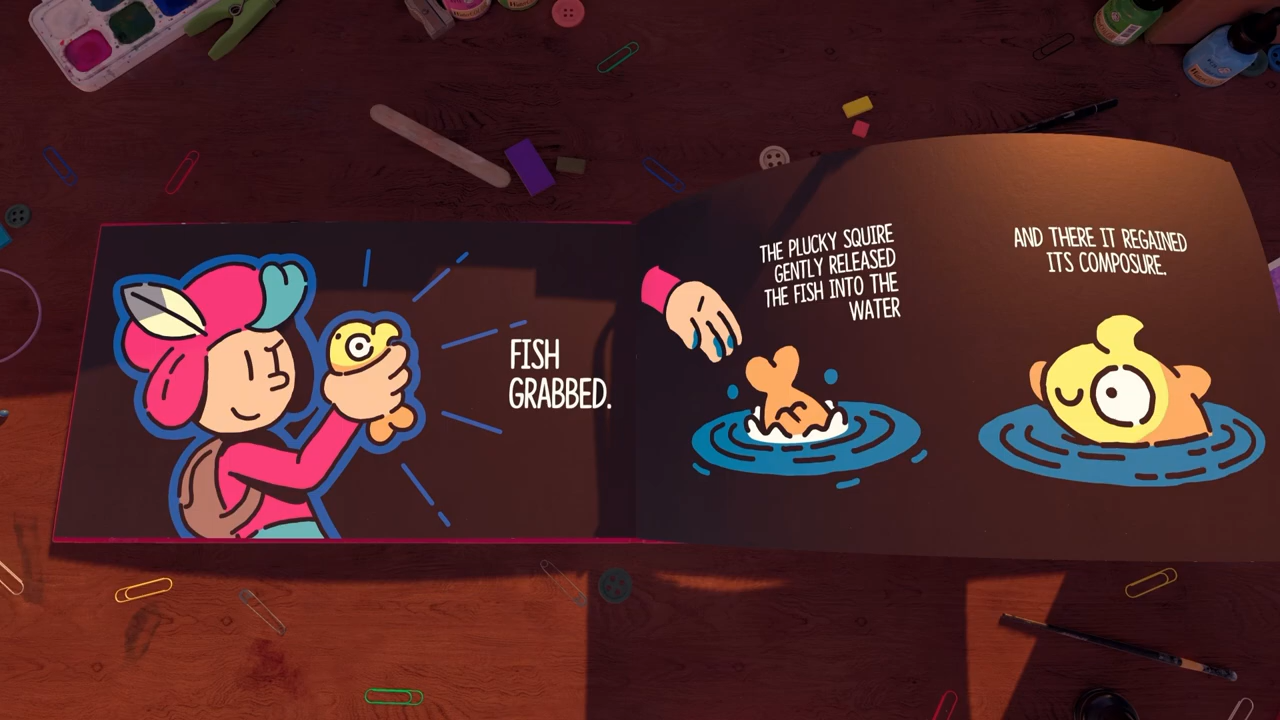 FISH
GRABBED.
THE PLUCKY SQUIRE
GENTLY RELEASED
THE FISH INTO THE
WATER
AND THERE IT REGAINED
ITS COMPOSURE.